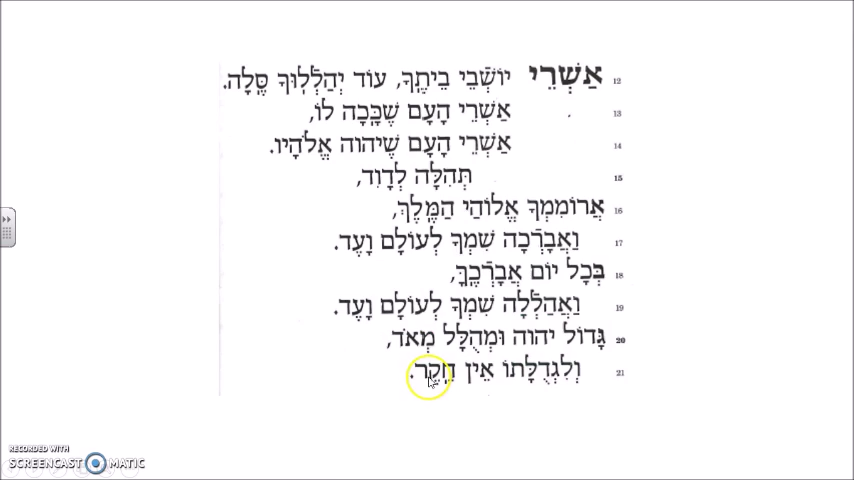 12 אַשְׁרֵי יוֹשְׁבֵי בֵיתֶֽךָ, עוֹד יְהַלְלֽוּךָ סֶּֽלָה.
13 אַשְׁרֵי הָעָם שֶׁכָּֽכָה לוֹ,
14 אַשְׁרֵי הָעָם שֶׁיהוה אֱלֹהָיו.
15 תְּהִלָּה לְדָוִד,
16 אֲרוֹמִמְךָ אֱלוֹהַי הַמֶּֽלֶךְ,
17 וַאֲבָרְכָה שִׁמְךָ לְעוֹלָם וָעֶד.
18 בְּכָל יוֹם אֲבָרְכֶֽךָּ,
19 וַאֲהַלְלָה שִׁמְךָ לְעוֹלָם וָעֶד.
20 גָּדוֹל יהוה וּמְהֻלָּל מְאֹד,
21 וְלִגְדֻלָּתוֹ אֵין חֵֽקֶר.
RECORDED WITH
SCREENCAST MATIC